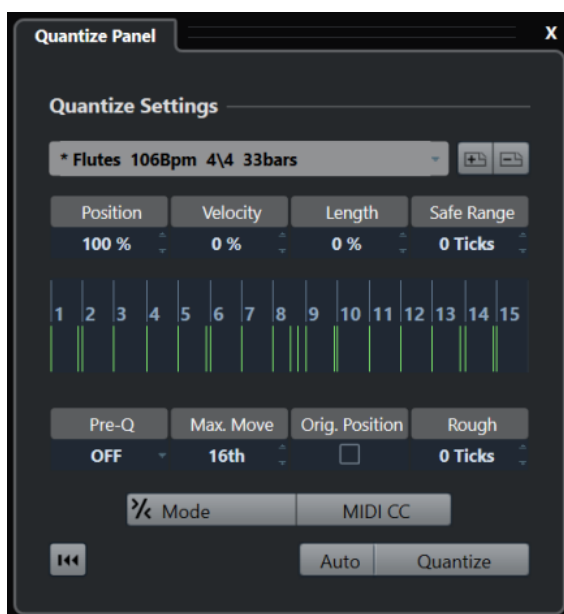 Quantize Panel X
Quantize Settings
* Flutes 106Bpm 4\4 33bars
Position Velocity Length Safe Range
100 % 0 % 0 % 0 Ticks
1 2 3 4 5 6 7 8 9 10 11 12 13 14 15
Pre-Q Max. Move Orig. Position Rough
OFF 16th 0 Ticks
Mode MIDI CC
Auto Quantize